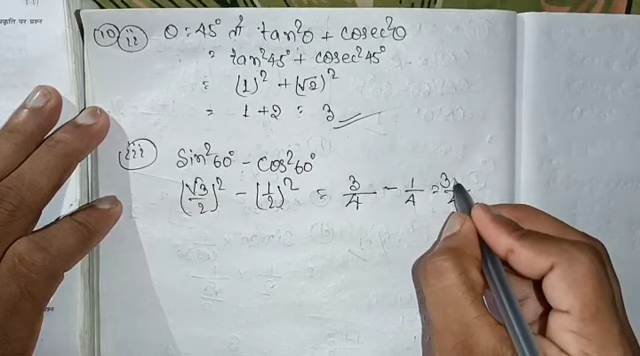 (10) (ii) θ = 45° तो tan²θ + cosec²θ
= tan²45° + cosec²45°
= (1)² + (√2)²
= 1+2 = 3
(iii) Sin²60° - cos²60°
(√3/2)² - (1/2)² = 3/4 - 1/4 = 3